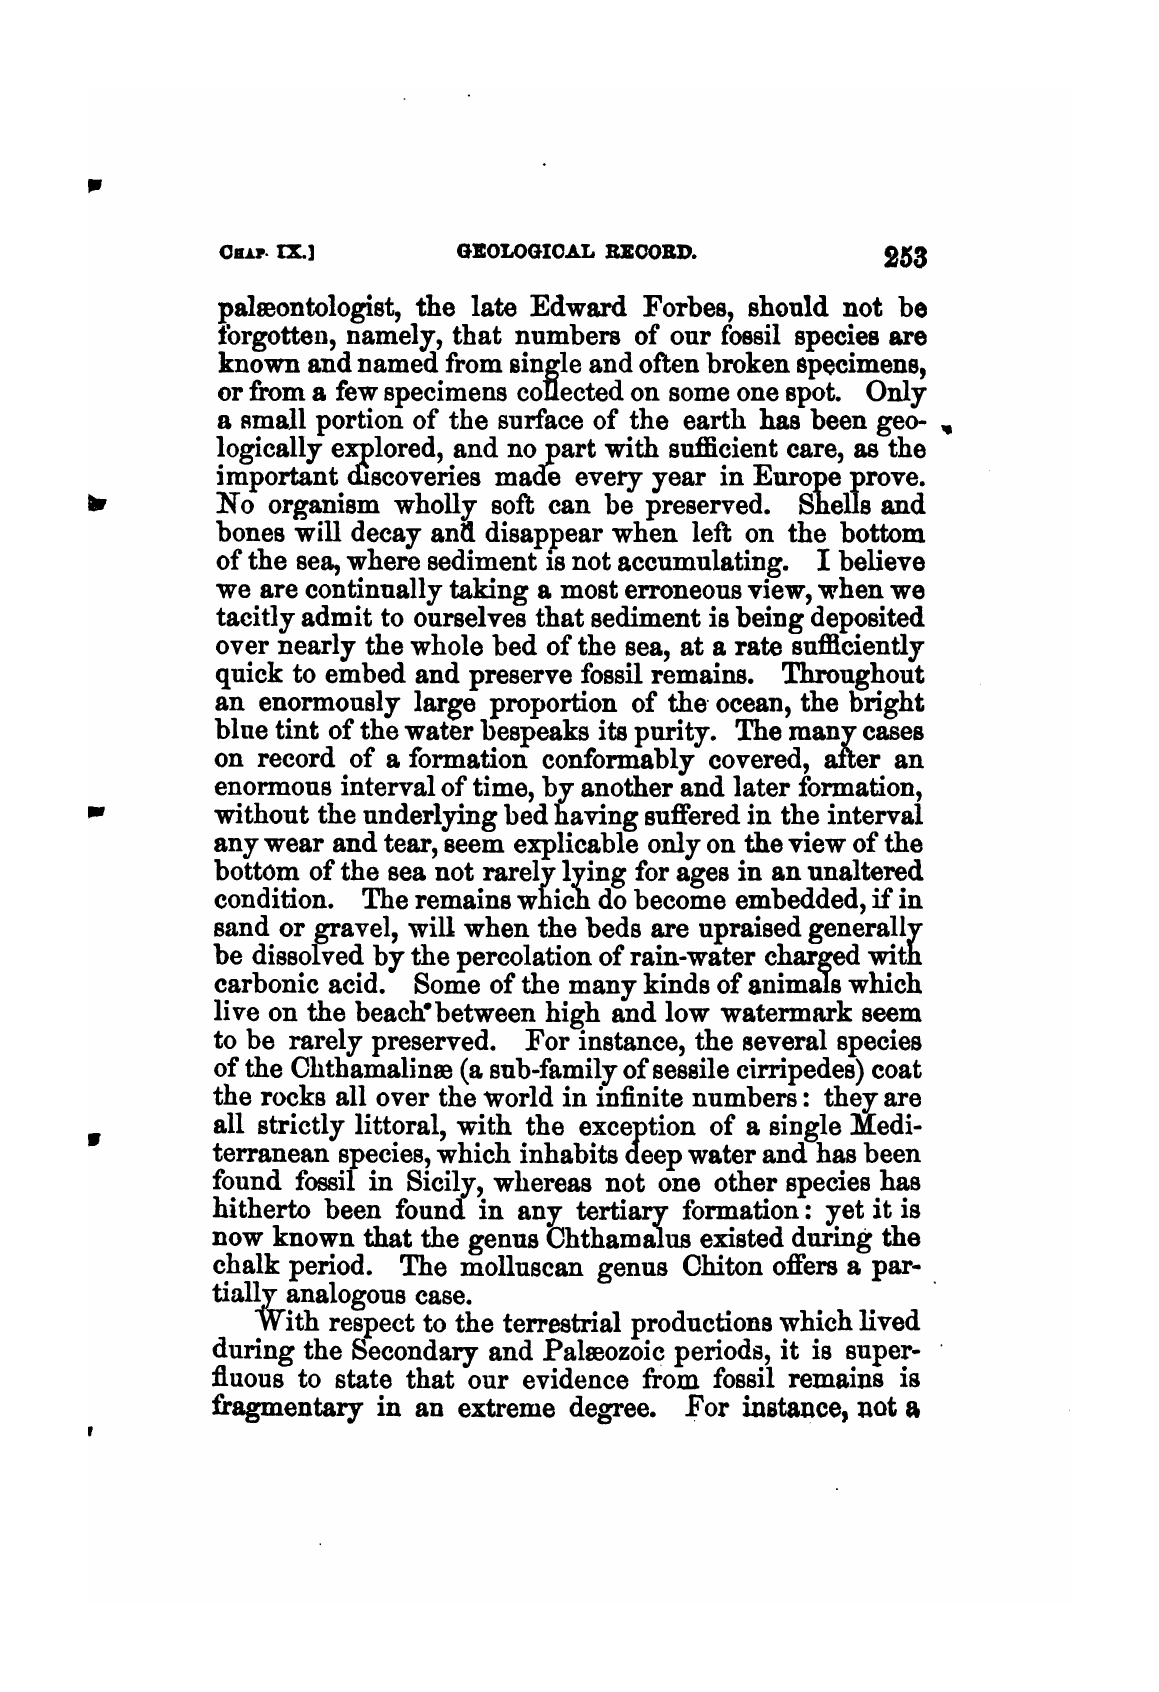 CHAP. IX.] GEOLOGICAL RECORD. 253
palæontologist, the late Edward Forbes, should not be
forgotten, namely, that numbers of our fossil species are
known and named from single and often broken specimens,
or from a few specimens collected on some one spot. Only
a small portion of the surface of the earth has been geo-
logically explored, and no part with sufficient care, as the
important discoveries made every year in Europe prove.
No organism wholly soft can be preserved. Shells and
bones will decay and disappear when left on the bottom
of the sea, where sediment is not accumulating. I believe
we are continually taking a most erroneous view, when we
tacitly admit to ourselves that sediment is being deposited
over nearly the whole bed of the sea, at a rate sufficiently
quick to embed and preserve fossil remains. Throughout
an enormously large proportion of the ocean, the bright
blue tint of the water bespeaks its purity. The many cases
on record of a formation conformably covered, after an
enormous interval of time, by another and later formation,
without the underlying bed having suffered in the interval
any wear and tear, seem explicable only on the view of the
bottom of the sea not rarely lying for ages in an unaltered
condition. The remains which do become embedded, if in
sand or gravel, will when the beds are upraised generally
be dissolved by the percolation of rain-water charged with
carbonic acid. Some of the many kinds of animals which
live on the beach between high and low watermark seem
to be rarely preserved. For instance, the several species
of the Chthamalinæ (a sub-family of sessile cirripedes) coat
the rocks all over the world in infinite numbers: they are
all strictly littoral, with the exception of a single Medi-
terranean species, which inhabits deep water and has been
found fossil in Sicily, whereas not one other species has
hitherto been found in any tertiary formation: yet it is
now known that the genus Chthamalus existed during the
chalk period. The molluscan genus Chiton offers a par-
tially analogous case.
With respect to the terrestrial productions which lived
during the Secondary and Palæozoic periods, it is super-
fluous to state that our evidence from fossil remains is
fragmentary in an extreme degree. For instance, not a